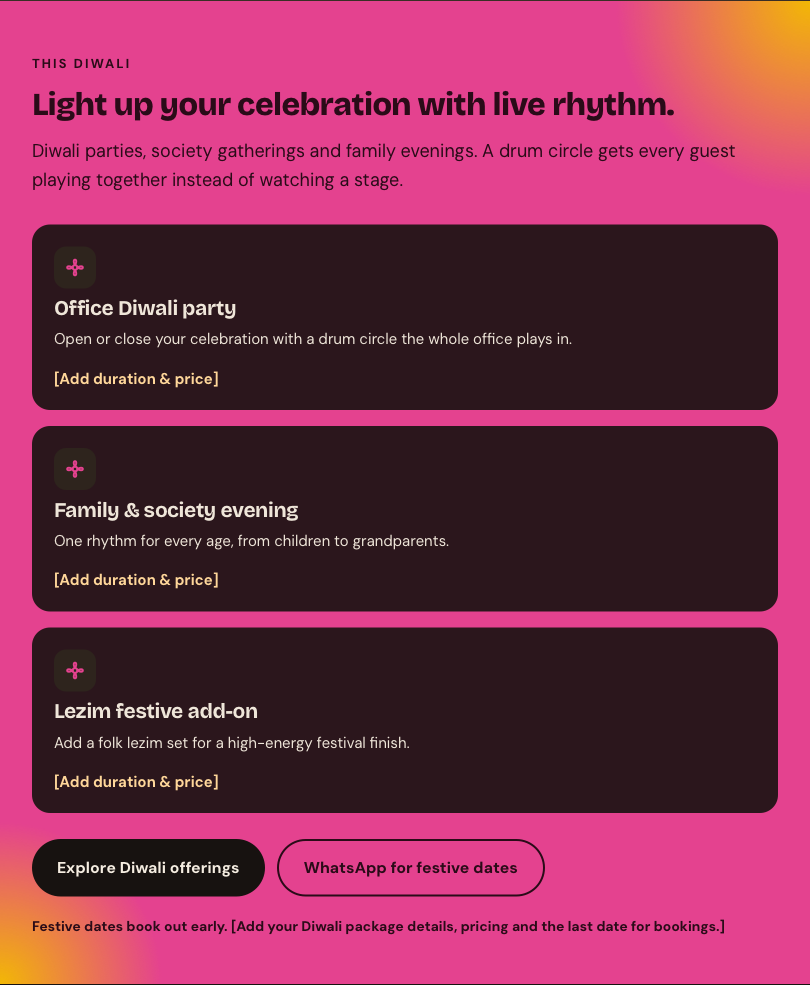 THIS DIWALI
Light up your celebration with live rhythm.
Diwali parties, society gatherings and family evenings. A drum circle gets every guest
playing together instead of watching a stage.
Office Diwali party
Open or close your celebration with a drum circle the whole office plays in.
[Add duration & price]
Family & society evening
One rhythm for every age, from children to grandparents.
[Add duration & price]
Lezim festive add-on
Add a folk lezim set for a high-energy festival finish.
[Add duration & price]
Explore Diwali offerings
WhatsApp for festive dates
Festive dates book out early. [Add your Diwali package details, pricing and the last date for bookings.]